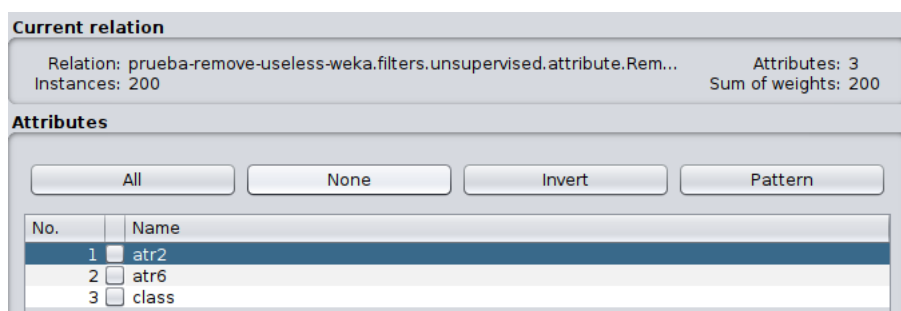 Current relation
Relation: prueba-remove-useless-weka.filters.unsupervised.attribute.Rem... Attributes: 3
Instances: 200 Sum of weights: 200
Attributes
All None Invert Pattern
No. Name
1 atr2
2 atr6
3 class